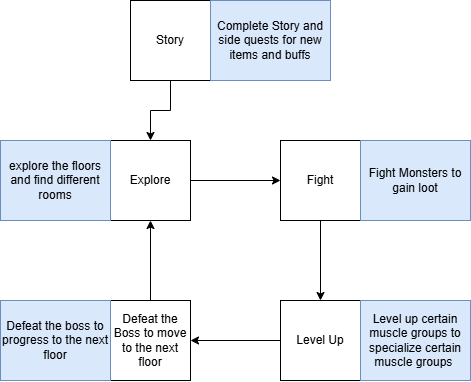 Story
Complete Story and
side quests for new
items and buffs
explore the floors
and find different
rooms
Explore
Fight
Fight Monsters to
gain loot
Defeat the boss to
progress to the next
floor
Defeat the
Boss to move
to the next
floor
Level Up
Level up certain
muscle groups to
specialize certain
muscle groups